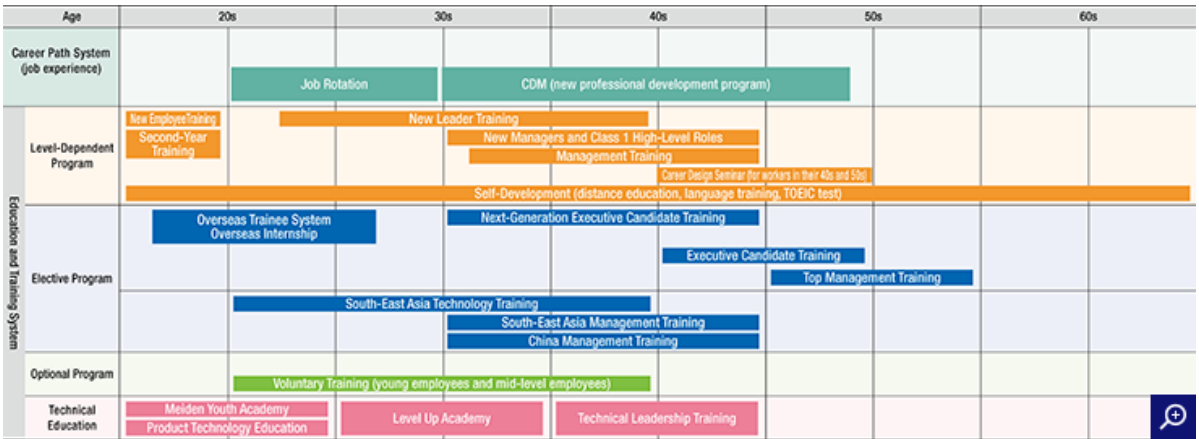 Age 20s 30s 40s 50s 60s
Career Path System
(job experience)
Job Rotation
CDM (new professional development program)
Education and Training System
Level-Dependent
Program
New EmployeeTraining
New Leader Training
Second-Year
Training
New Managers and Class 1 High-Level Roles
Management Training
Career Design Seminar (for workers in their 40s and 50s)
Self-Development (distance education, language training, TOEIC test)
Elective Program
Overseas Trainee System
Overseas Internship
Next-Generation Executive Candidate Training
Executive Candidate Training
Top Management Training
South-East Asia Technology Training
South-East Asia Management Training
China Management Training
Optional Program
Voluntary Training (young employees and mid-level employees)
Technical
Education
Meiden Youth Academy
Product Technology Education
Level Up Academy
Technical Leadership Training